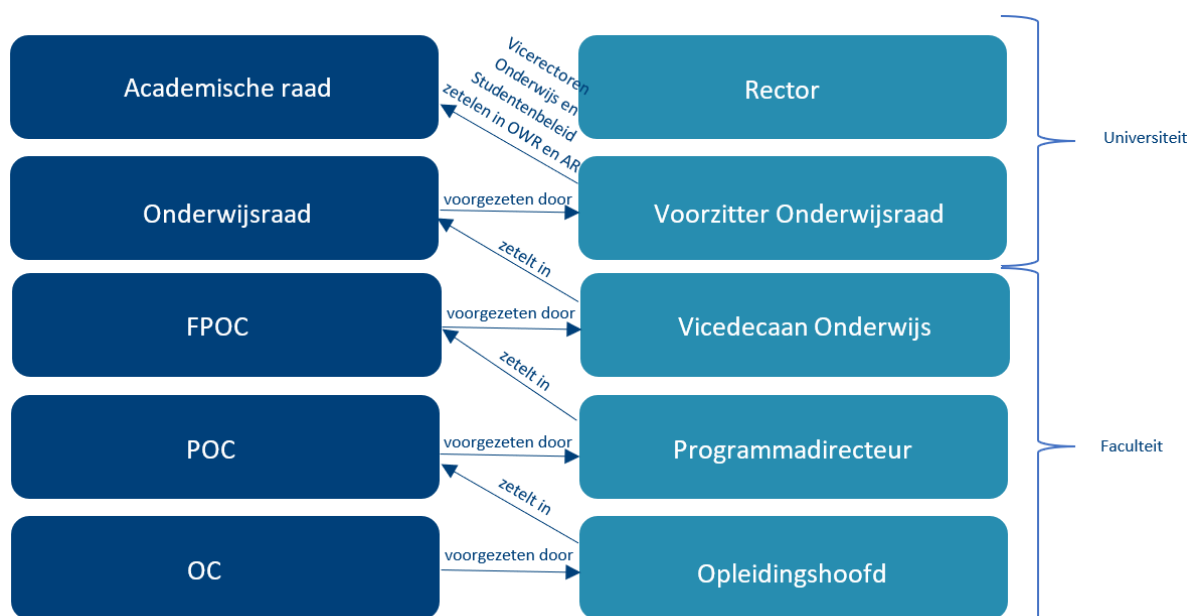 Academische raad
Vicerectoren
Onderwijs en
Studentenbeleid
zetelen in OWR en AR
Rector
Universiteit
Onderwijsraad
voorgezeten door
Voorzitter Onderwijsraad
zetelt in
FPOC
voorgezeten door
Vicedecaan Onderwijs
zetelt in
POC
voorgezeten door
Programmadirecteur
Faculteit
zetelt in
OC
voorgezeten door
Opleidingshoofd